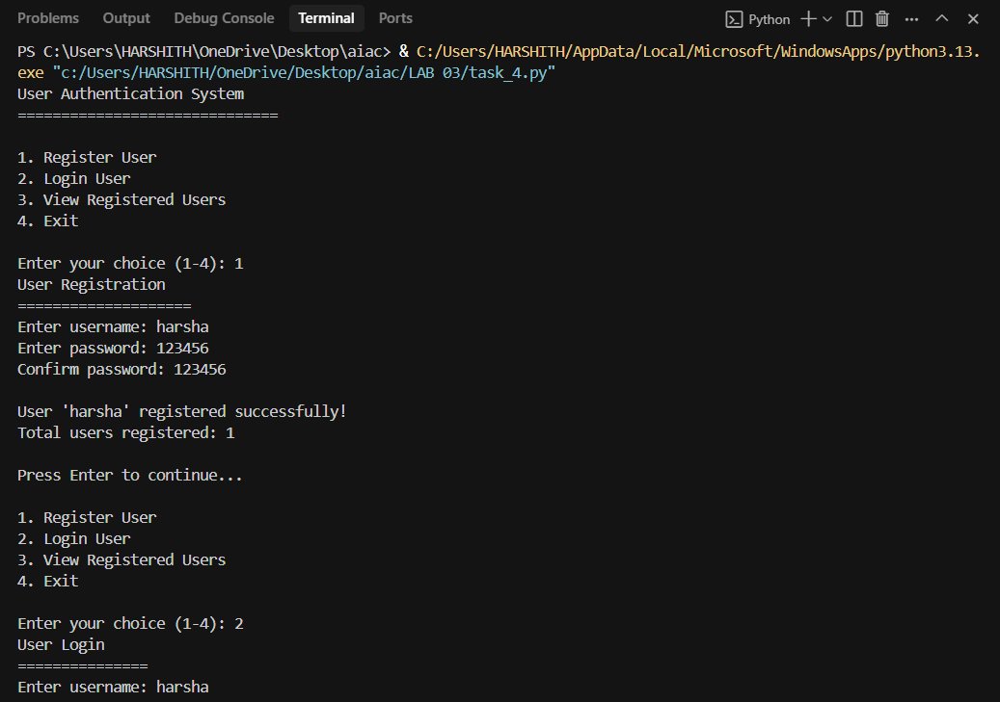 Problems Output Debug Console Terminal Ports Python
PS C:\Users\HARSHITH\OneDrive\Desktop\aiac> & C:/Users/HARSHITH/AppData/Local/Microsoft/WindowsApps/python3.13.
exe "c:/Users/HARSHITH/OneDrive/Desktop/aiac/LAB 03/task_4.py"
User Authentication System
==============================
1. Register User
2. Login User
3. View Registered Users
4. Exit
Enter your choice (1-4): 1
User Registration
====================
Enter username: harsha
Enter password: 123456
Confirm password: 123456
User 'harsha' registered successfully!
Total users registered: 1
Press Enter to continue...
1. Register User
2. Login User
3. View Registered Users
4. Exit
Enter your choice (1-4): 2
User Login
===============
Enter username: harsha